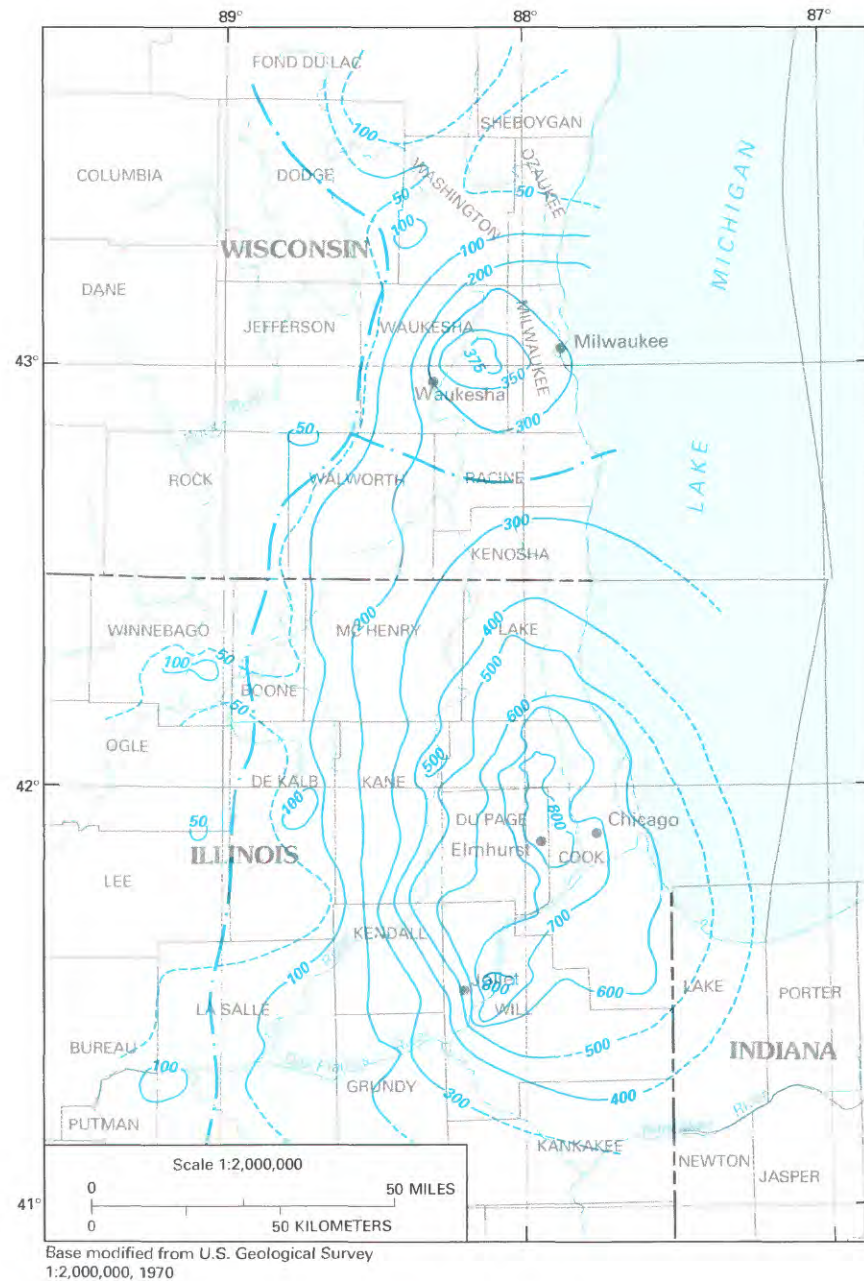 89° 88° 87°
FOND DU LAC
100
SHEBOYGAN
COLUMBIA
DODGE
OZAUKEE
WASHINGTON
50
50
100
MICHIGAN
WISCONSIN
100
200
DANE
JEFFERSON
WAUKESHA
MILWAUKEE
43°
Milwaukee
375
350
Waukesha
300
50
LAKE
ROCK
WALWORTH
RACINE
300
KENOSHA
WINNEBAGO
200
MC HENRY
400
LAKE
100
50
500
BOONE
50
600
OGLE
500
42°
DE KALB
KANE
100
800
50
DU PAGE
Chicago
Elmhurst
COOK
ILLINOIS
LEE
700
KENDALL
100
River
Joliet
800
600
LAKE
PORTER
LA SALLE
WILL
BUREAU
500
INDIANA
100
GRUNDY
400
300
River
PUTMAN
KANKAKEE
Kankakee
NEWTON
JASPER
41°
Scale 1:2,000,000
0 50 MILES
0 50 KILOMETERS
Base modified from U.S. Geological Survey
1:2,000,000, 1970